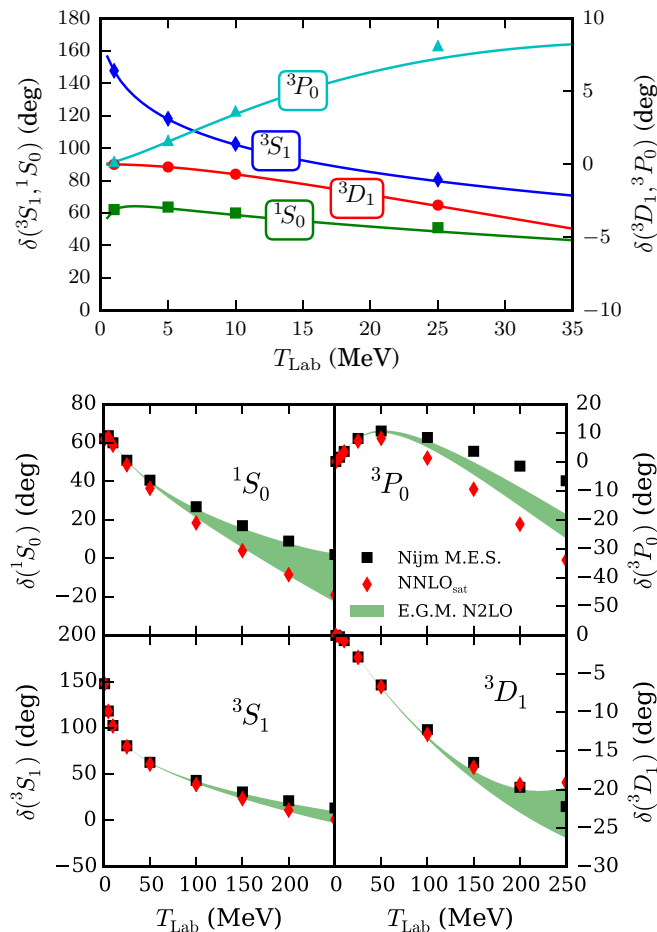 180
160
140
120
100
80
60
40
20
0
δ(³S₁,¹S₀) (deg)
10
5
0
−5
−10
δ(³D₁,³P₀) (deg)
³P₀
³S₁
³D₁
¹S₀
0 5 10 15 20 25 30 35
T_Lab (MeV)
80
60
40
20
0
−20
δ(¹S₀) (deg)
¹S₀
20
10
0
−10
−20
−30
−40
−50
δ(³P₀) (deg)
³P₀
Nijm M.E.S.
NNLO_sat
E.G.M. N2LO
200
150
100
50
0
−50
δ(³S₁) (deg)
³S₁
0
−5
−10
−15
−20
−25
−30
δ(³D₁) (deg)
³D₁
0 50 100 150 200
0 50 100 150 200 250
T_Lab (MeV)
T_Lab (MeV)